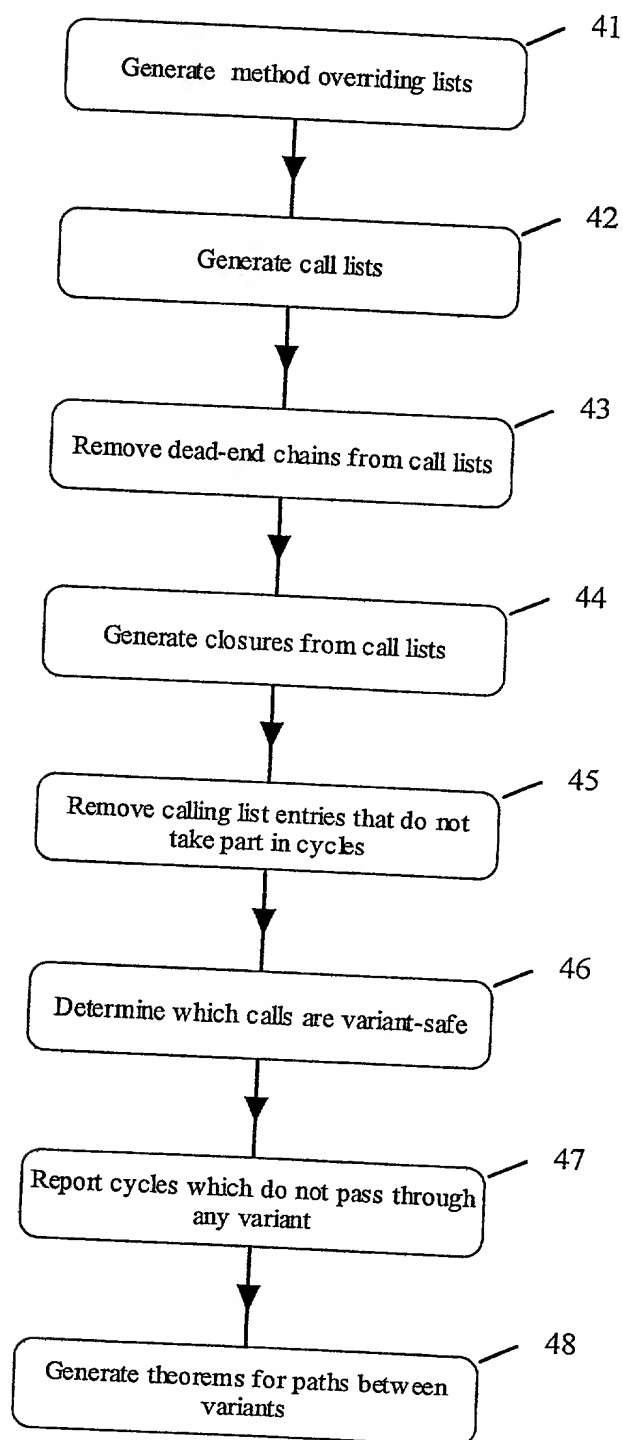 41
Generate method overriding lists
42
Generate call lists
43
Remove dead-end chains from call lists
44
Generate closures from call lists
45
Remove calling list entries that do not
take part in cycles
46
Determine which calls are variant-safe
47
Report cycles which do not pass through
any variant
48
Generate theorems for paths between
variants